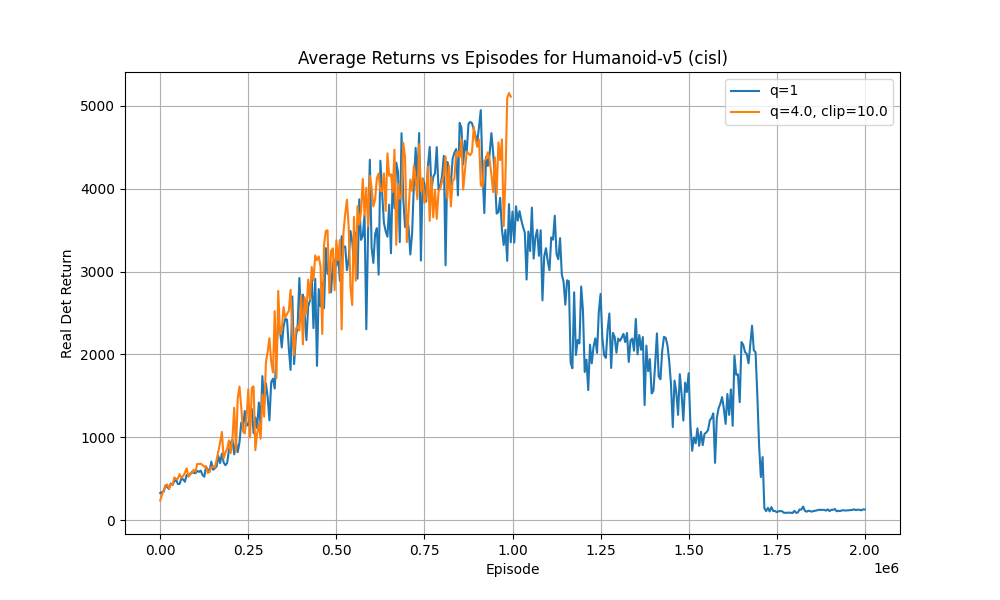 Average Returns vs Episodes for Humanoid-v5 (cisl)
q=1
q=4.0, clip=10.0
Real Det Return
5000
4000
3000
2000
1000
0
0.00 0.25 0.50 0.75 1.00 1.25 1.50 1.75 2.00
1e6
Episode